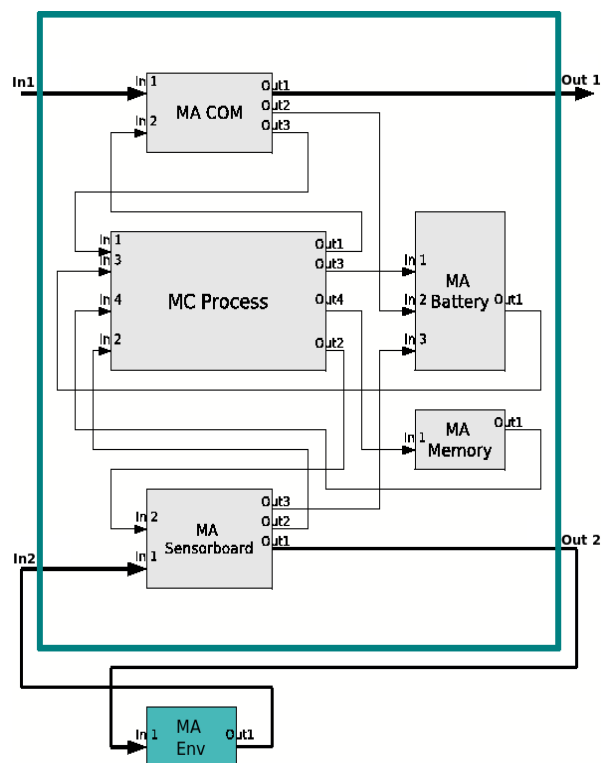 In1
In 1
Out1
Out 1
Out2
MA COM
In 2
Out3
In 1
Out1
In 3
Out3
In 1
MC Process
MA
Battery
In 4
Out4
In 2
Out1
In 2
Out2
In 3
MA
Memory
Out1
In 1
Out3
In 2
MA
Sensorboard
Out2
Out1
Out 2
In2
In 1
MA
Env
In 1
Out1